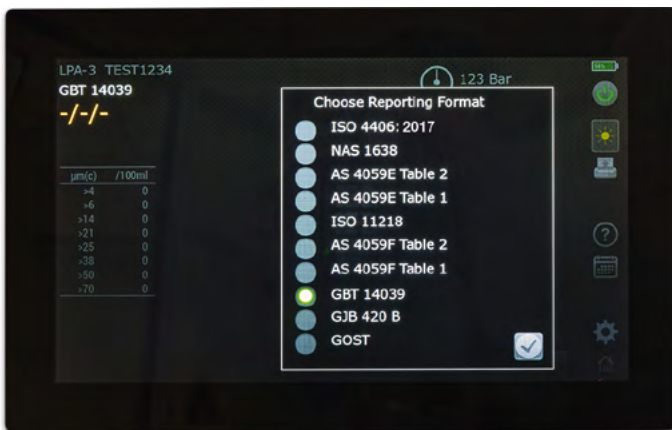 LPA-3 TEST1234
GBT 14039
-/-/-
123 Bar
µm(c) /100ml
>4 0
>6 0
>14 0
>21 0
>25 0
>38 0
>50 0
>70 0
Choose Reporting Format
ISO 4406: 2017
NAS 1638
AS 4059E Table 2
AS 4059E Table 1
ISO 11218
AS 4059F Table 2
AS 4059F Table 1
GBT 14039
GJB 420 B
GOST
?